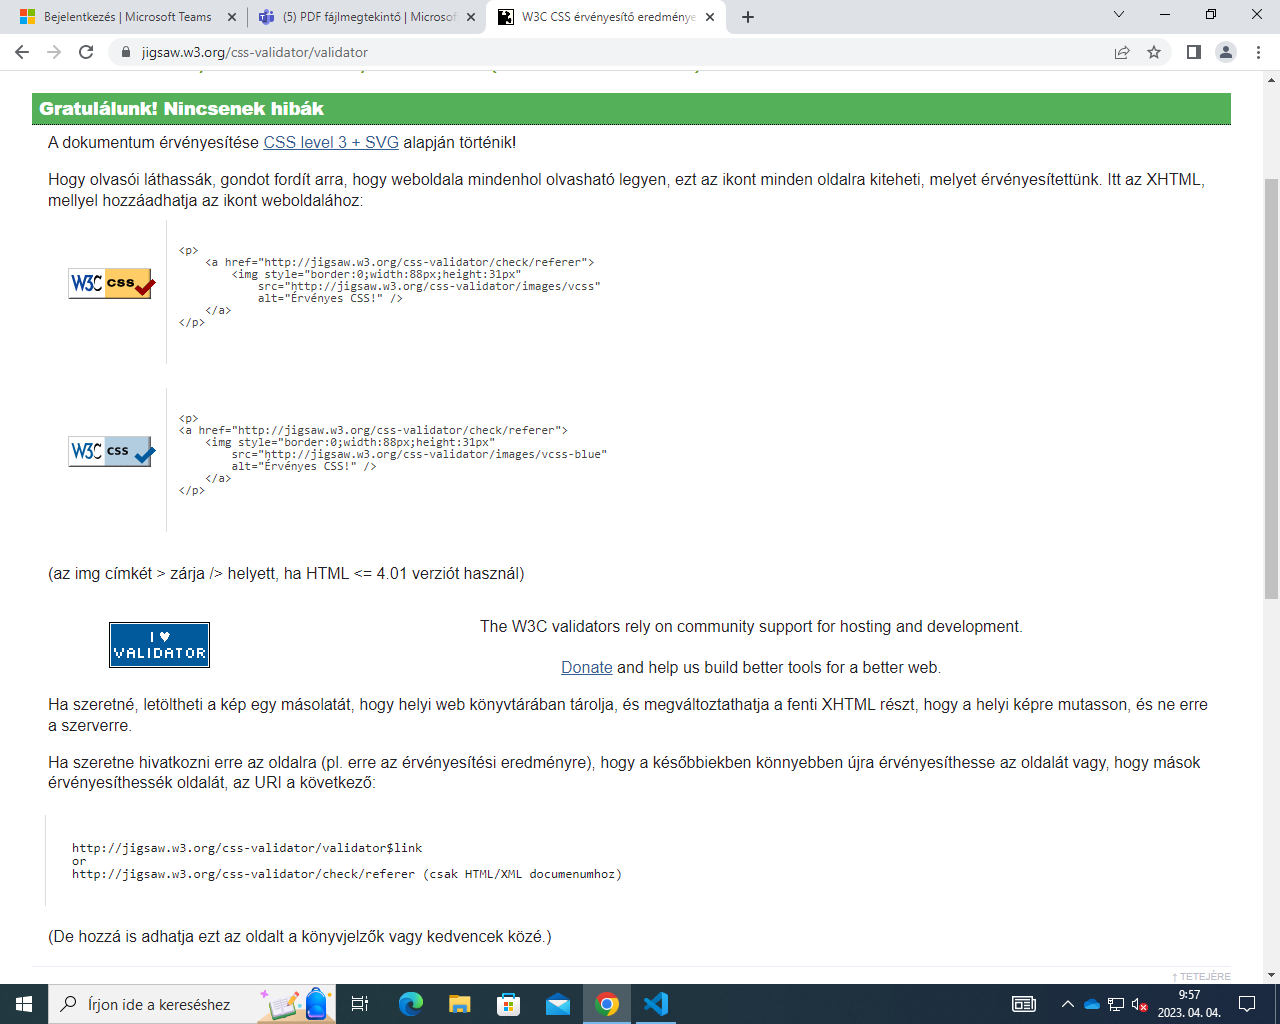 Bejelentkezés | Microsoft Teams
(5) PDF fájlmegtekintő | Microsof
W3C CSS érvényesítő eredménye
jigsaw.w3.org/css-validator/validator
Gratulálunk! Nincsenek hibák
A dokumentum érvényesítése CSS level 3 + SVG alapján történik!
Hogy olvasói láthassák, gondot fordít arra, hogy weboldala mindenhol olvasható legyen, ezt az ikont minden oldalra kiteheti, melyet érvényesítettünk. Itt az XHTML,
mellyel hozzáadhatja az ikont weboldalához:
W3C css
<p>
<a href="http://jigsaw.w3.org/css-validator/check/referer">
<img style="border:0;width:88px;height:31px"
src="http://jigsaw.w3.org/css-validator/images/vcss"
alt="Érvényes CSS!" />
</a>
</p>
W3C css
<p>
<a href="http://jigsaw.w3.org/css-validator/check/referer">
<img style="border:0;width:88px;height:31px"
src="http://jigsaw.w3.org/css-validator/images/vcss-blue"
alt="Érvényes CSS!" />
</a>
</p>
(az img címkét > zárja /> helyett, ha HTML <= 4.01 verziót használ)
I ♥
VALIDATOR
The W3C validators rely on community support for hosting and development.
Donate and help us build better tools for a better web.
Ha szeretné, letöltheti a kép egy másolatát, hogy helyi web könyvtárában tárolja, és megváltoztathatja a fenti XHTML részt, hogy a helyi képre mutasson, és ne erre
a szerverre.
Ha szeretne hivatkozni erre az oldalra (pl. erre az érvényesítési eredményre), hogy a későbbiekben könnyebben újra érvényesíthesse az oldalát vagy, hogy mások
érvényesíthessék oldalát, az URI a következő:
http://jigsaw.w3.org/css-validator/validator$link
or
http://jigsaw.w3.org/css-validator/check/referer (csak HTML/XML documenumhoz)
(De hozzá is adhatja ezt az oldalt a könyvjelzők vagy kedvencek közé.)
↑ TETEJÉRE
Írjon ide a kereséshez
9:57
2023. 04. 04.